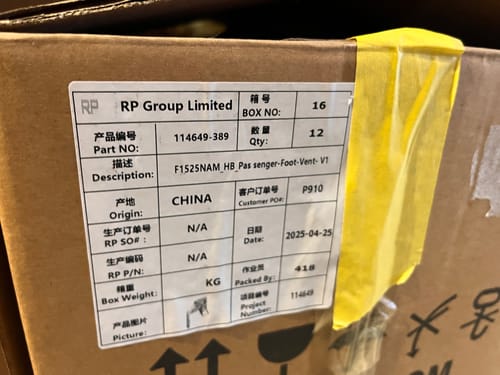 RP RP Group Limited 箱号 BOX NO: 16
产品编号 Part NO: 114649-389 数量 Qty: 12
描述 Description: F1525NAM_HB_Pas senger-Foot-Vent- V1
产地 Origin: CHINA 客户订单号 Customer PO#: P910
生产订单号 RP SO#: N/A 日期 Date: 2025-04-25
生产编码 RP P/N: N/A 作业员 Packed By: 418
箱重 Box Weight: KG 项目编号 Project Number: 114649
产品图片 Picture: